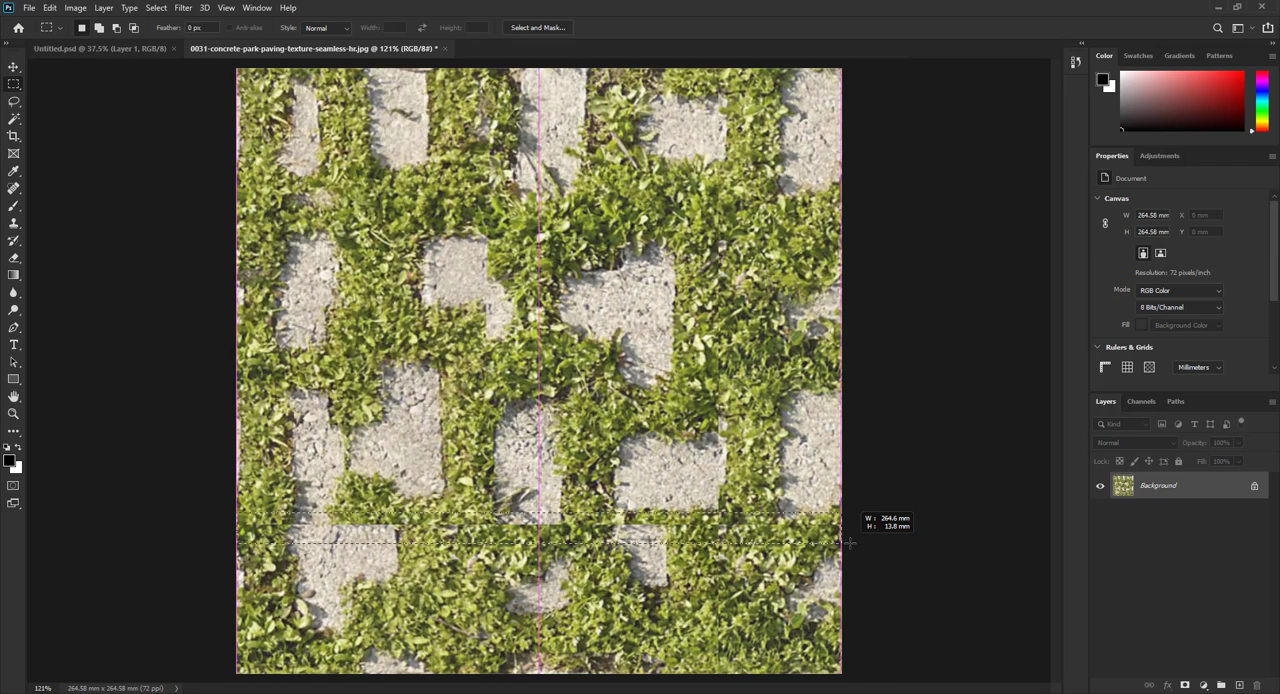 Ps File Edit Image Layer Type Select Filter 3D View Window Help
Feather: 0 px Anti-alias Style: Normal Width: Height: Select and Mask...
Untitled.psd @ 37.5% (Layer 1, RGB/8) × 0031-concrete-park-paving-texture-seamless-hr.jpg @ 121% (RGB/8#) * ×
Color Swatches Gradients Patterns
Properties Adjustments
Document
Canvas
W 264.58 mm X 0 mm
H 264.58 mm Y 0 mm
Resolution: 72 pixels/inch
Mode RGB Color
8 Bits/Channel
Fill Background Color
Rulers & Grids
Millimeters
Layers Channels Paths
Kind
Normal Opacity: 100%
Lock: Fill: 100%
Background
W : 264.6 mm
H : 13.8 mm
121% 264.58 mm x 264.58 mm (72 ppi)